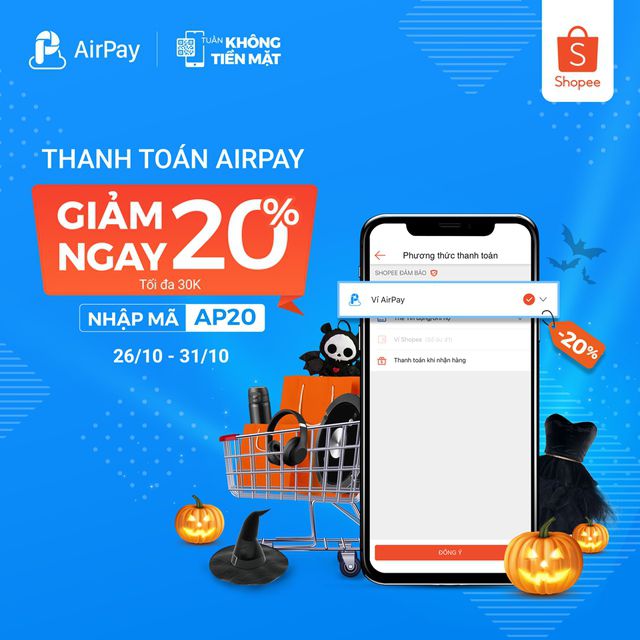 AirPay
TUẦN KHÔNG
TIỀN MẶT
Shopee
THANH TOÁN AIRPAY
GIẢM
NGAY 20%
Tối đa 30K
NHẬP MÃ AP20
26/10 - 31/10
Phương thức thanh toán
SHOPEE ĐẢM BẢO
Ví AirPay
-20%
Ví Shopee
Thanh toán khi nhận hàng
ĐỒNG Ý